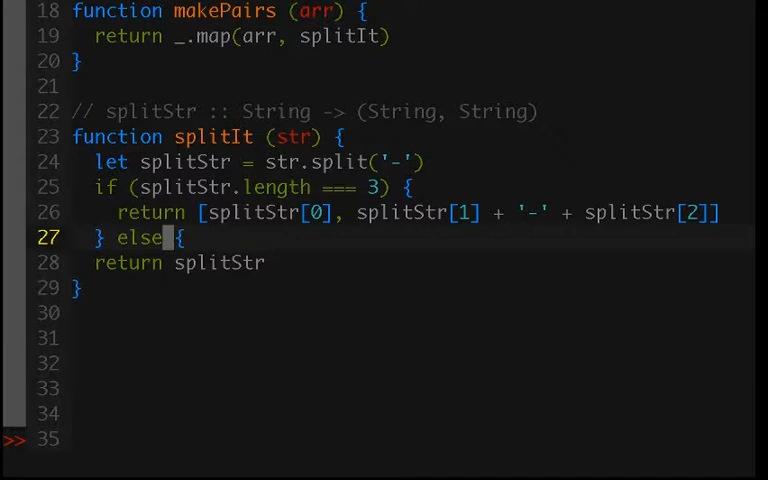 18 function makePairs (arr) {
19   return _.map(arr, splitIt)
20 }
21
22 // splitStr :: String -> (String, String)
23 function splitIt (str) {
24   let splitStr = str.split('-')
25   if (splitStr.length === 3) {
26     return [splitStr[0], splitStr[1] + '-' + splitStr[2]]
27   } else {
28   return splitStr
29 }
30
31
32
33
34
>> 35